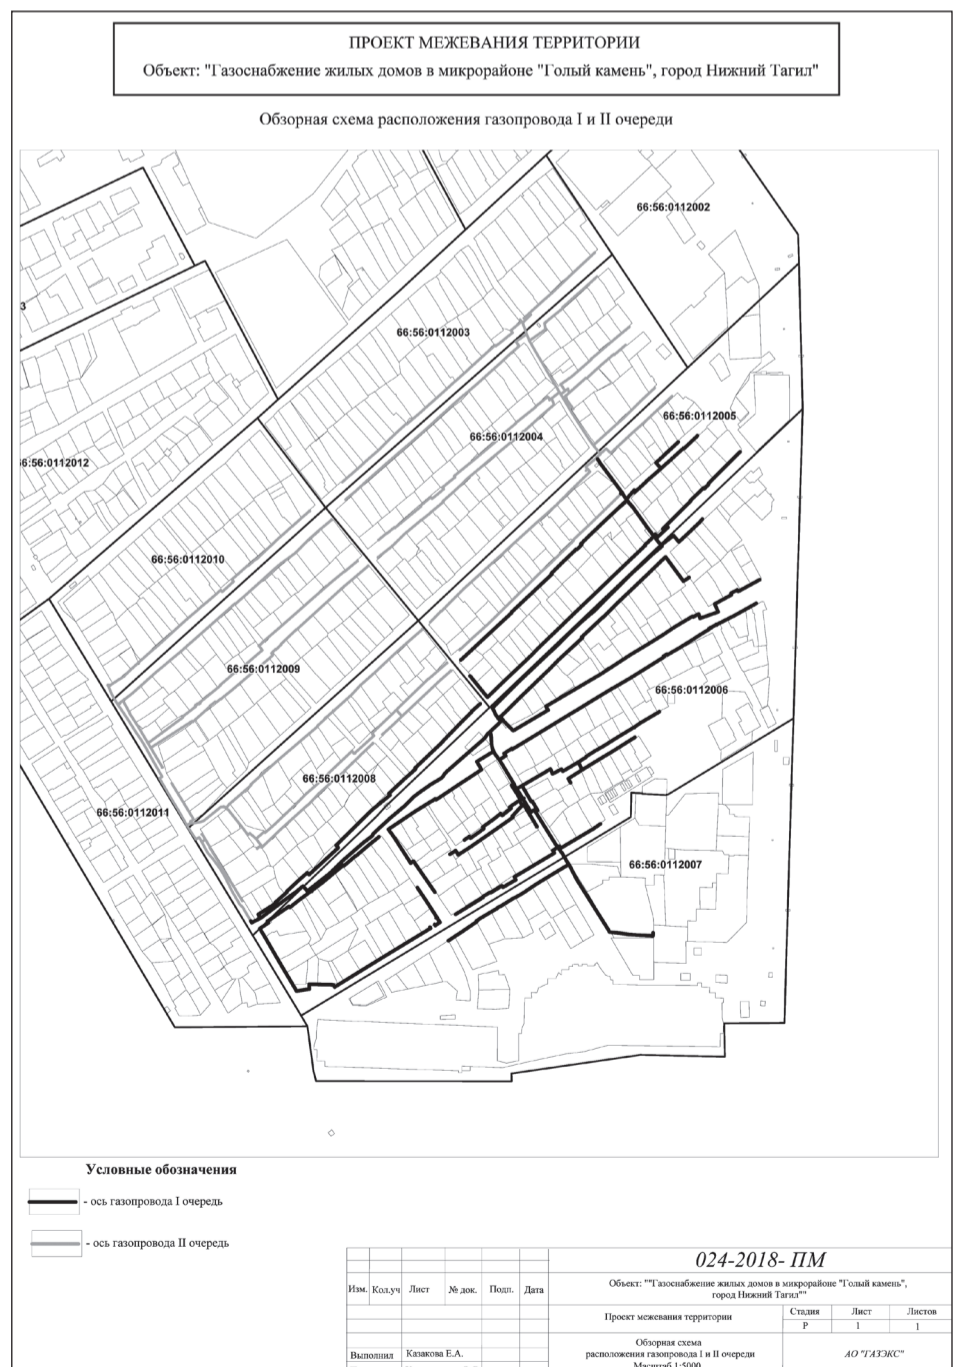 ПРОЕКТ МЕЖЕВАНИЯ ТЕРРИТОРИИ
Объект: "Газоснабжение жилых домов в микрорайоне "Голый камень", город Нижний Тагил"
Обзорная схема расположения газопровода I и II очереди
66:56:0112002
3
66:56:0112003
66:56:0112005
66:56:0112004
66:56:0112012
66:56:0112010
66:56:0112009
66:56:0112006
66:56:0112008
66:56:0112011
66:56:0112007
Условные обозначения
- ось газопровода I очередь
- ось газопровода II очередь
024-2018- ПМ
Объект: ""Газоснабжение жилых домов в микрорайоне "Голый камень",
город Нижний Тагил""
Изм. Кол.уч Лист № док. Подп. Дата
Проект межевания территории
Стадия Лист Листов
Р 1 1
Обзорная схема
расположения газопровода I и II очереди
Масштаб 1:5000
Выполнил Казакова Е.А.
АО "ГАЗЭКС"